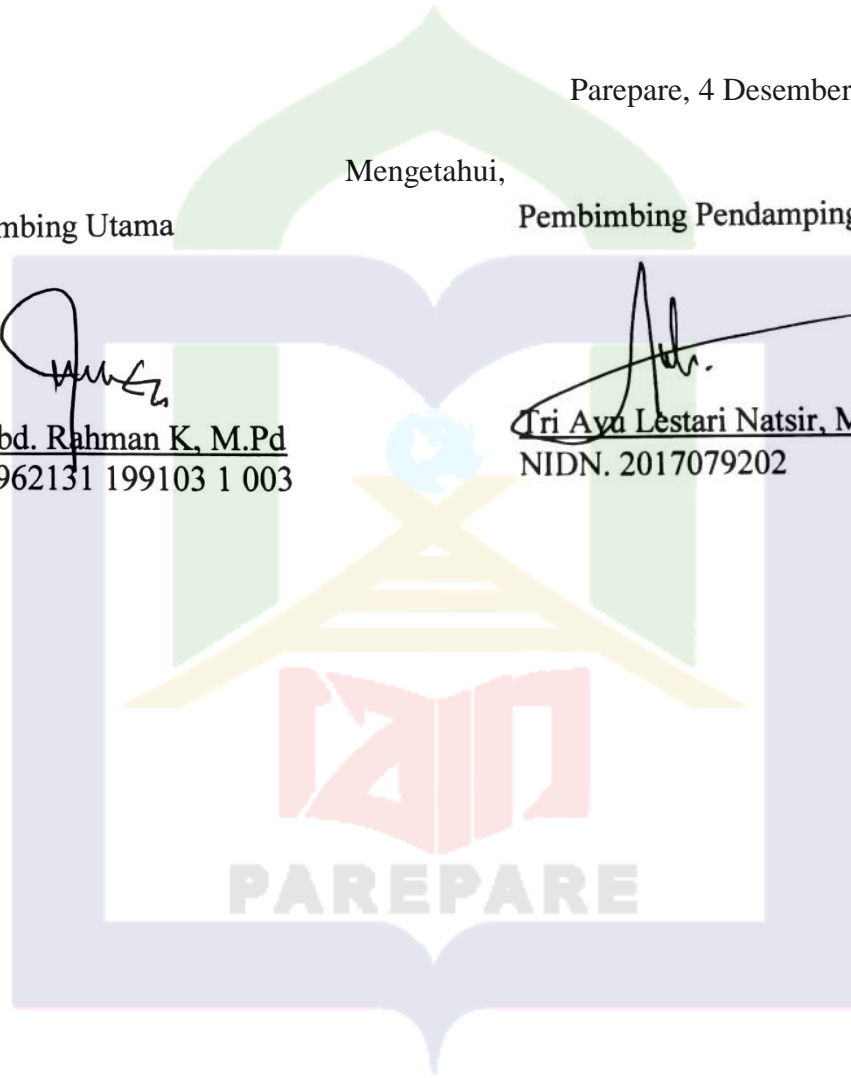 Parepare, 4 Desember
Mengetahui,
mbing Utama
Pembimbing Pendamping
bd. Rahman K, M.Pd
962131 199103 1 003
Tri Ayu Lestari Natsir, M
NIDN. 2017079202
iain
PAREPARE